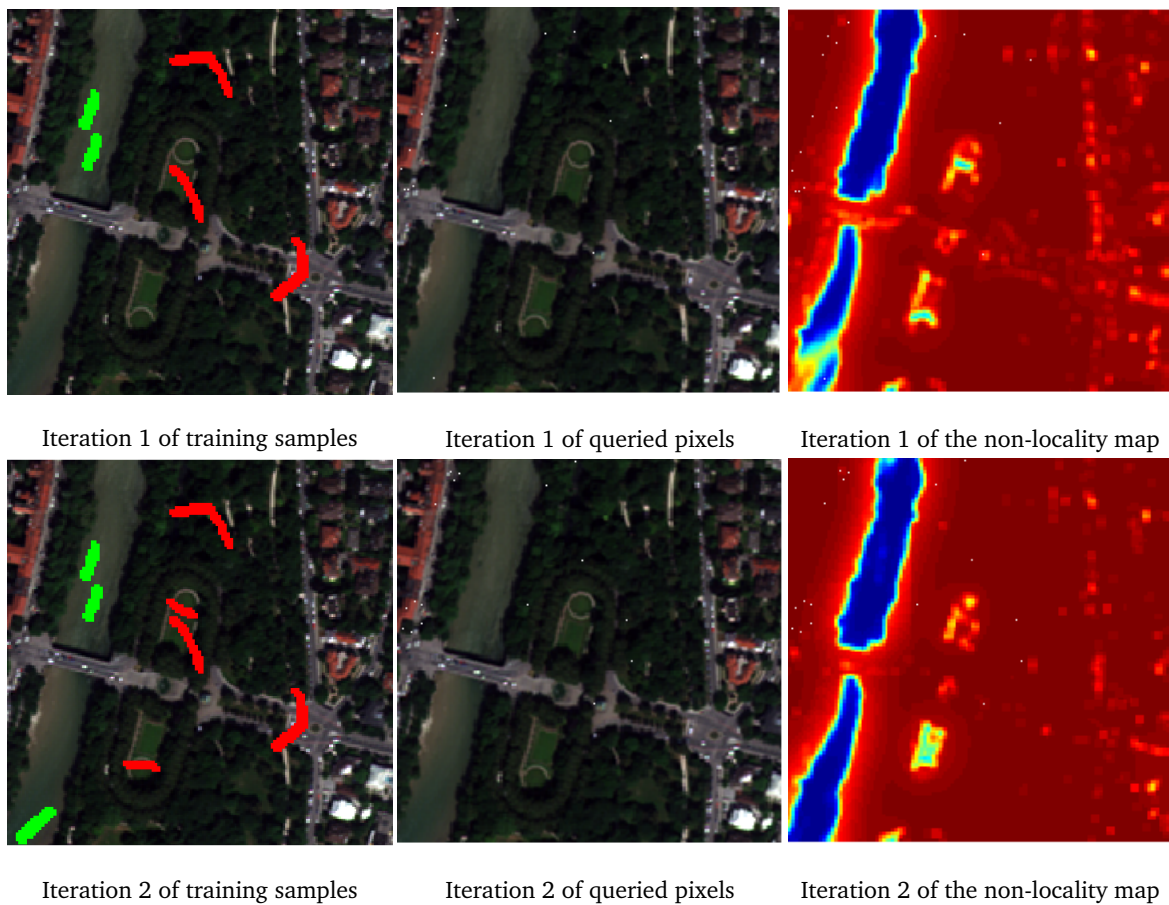 Iteration 1 of training samples
Iteration 1 of queried pixels
Iteration 1 of the non-locality map
Iteration 2 of training samples
Iteration 2 of queried pixels
Iteration 2 of the non-locality map